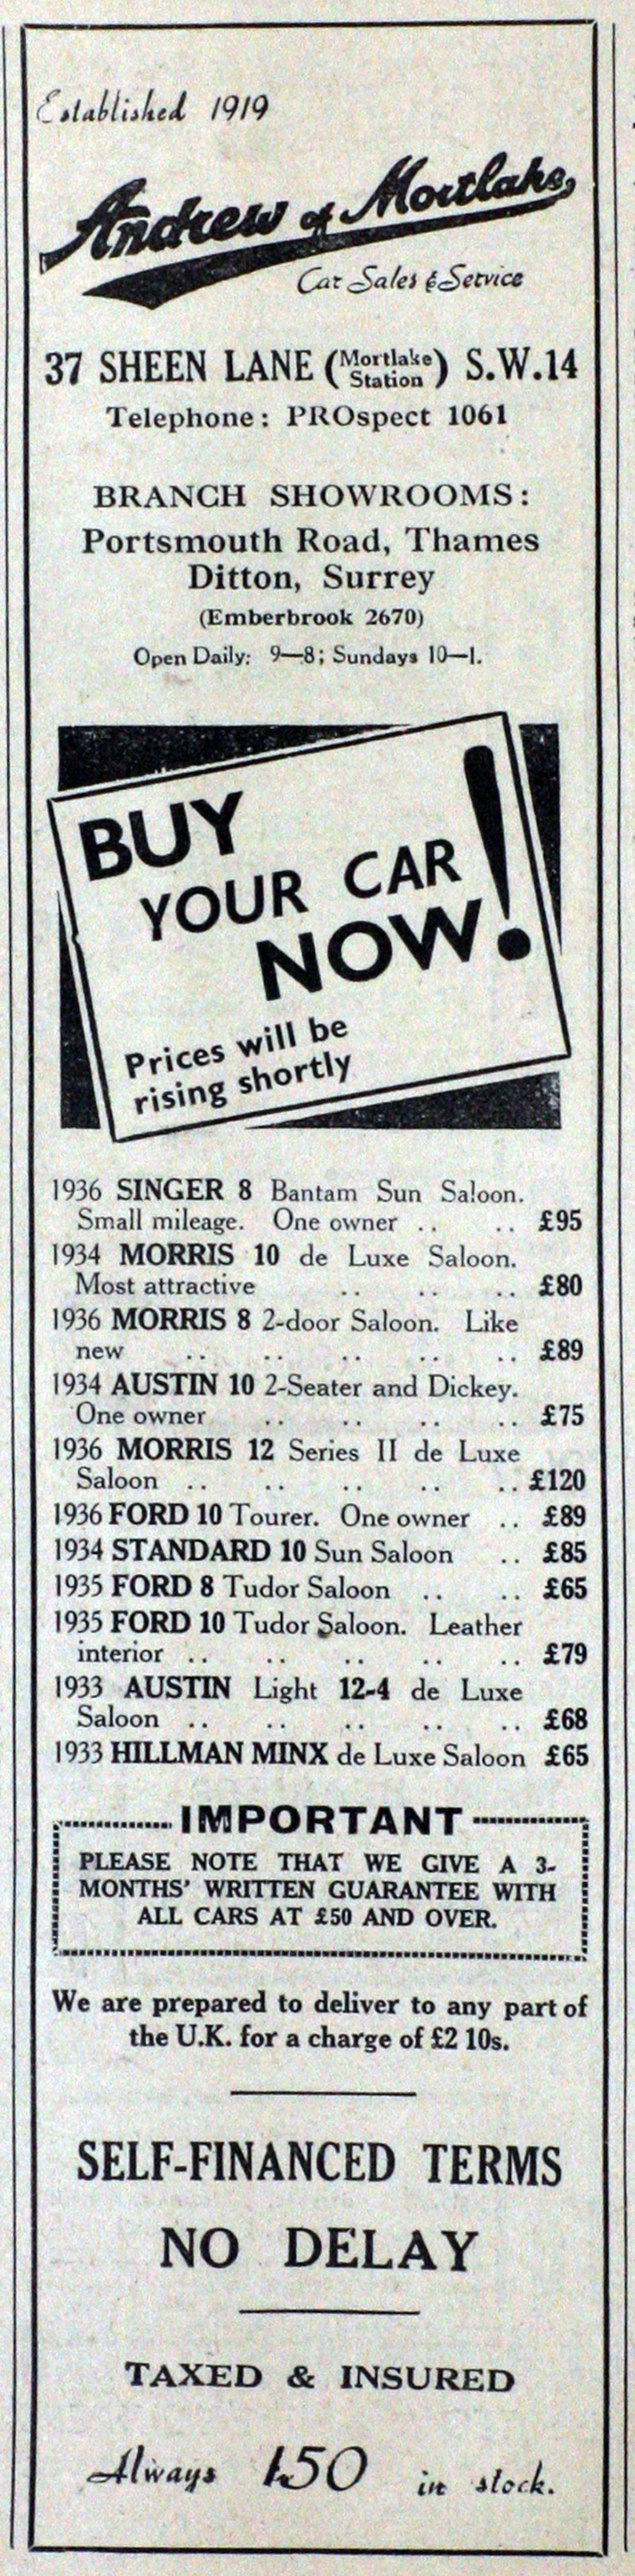 Established 1919
Andrew of Mortlake
Car Sales & Service
37 SHEEN LANE (Mortlake Station) S.W.14
Telephone: PROspect 1061
BRANCH SHOWROOMS:
Portsmouth Road, Thames
Ditton, Surrey
(Emberbrook 2670)
Open Daily: 9—8; Sundays 10—1.
BUY
YOUR CAR
NOW!
Prices will be
rising shortly
1936 SINGER 8 Bantam Sun Saloon.
Small mileage. One owner .. .. £95
1934 MORRIS 10 de Luxe Saloon.
Most attractive .. .. .. £80
1936 MORRIS 8 2-door Saloon. Like
new .. .. .. .. .. £89
1934 AUSTIN 10 2-Seater and Dickey.
One owner .. .. .. .. £75
1936 MORRIS 12 Series II de Luxe
Saloon .. .. .. .. .. £120
1936 FORD 10 Tourer. One owner .. £89
1934 STANDARD 10 Sun Saloon .. £85
1935 FORD 8 Tudor Saloon .. .. £65
1935 FORD 10 Tudor Saloon. Leather
interior .. .. .. .. .. £79
1933 AUSTIN Light 12-4 de Luxe
Saloon .. .. .. .. .. £68
1933 HILLMAN MINX de Luxe Saloon £65
IMPORTANT
PLEASE NOTE THAT WE GIVE A 3-
MONTHS' WRITTEN GUARANTEE WITH
ALL CARS AT £50 AND OVER.
We are prepared to deliver to any part of
the U.K. for a charge of £2 10s.
SELF-FINANCED TERMS
NO DELAY
TAXED & INSURED
Always 150 in stock.